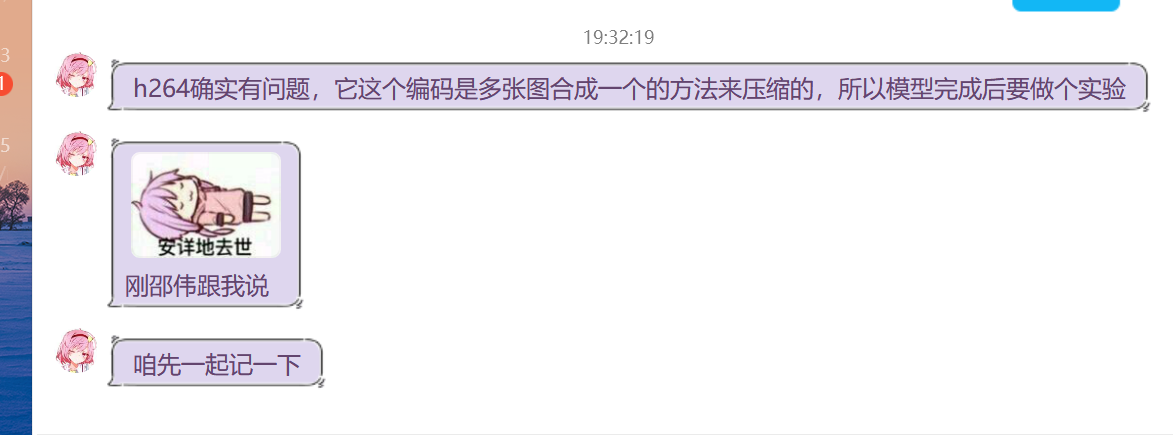 19:32:19
3
h264确实有问题，它这个编码是多张图合成一个的方法来压缩的，所以模型完成后要做个实验
1
5
安详地去世
刚邵伟跟我说
咱先一起记一下